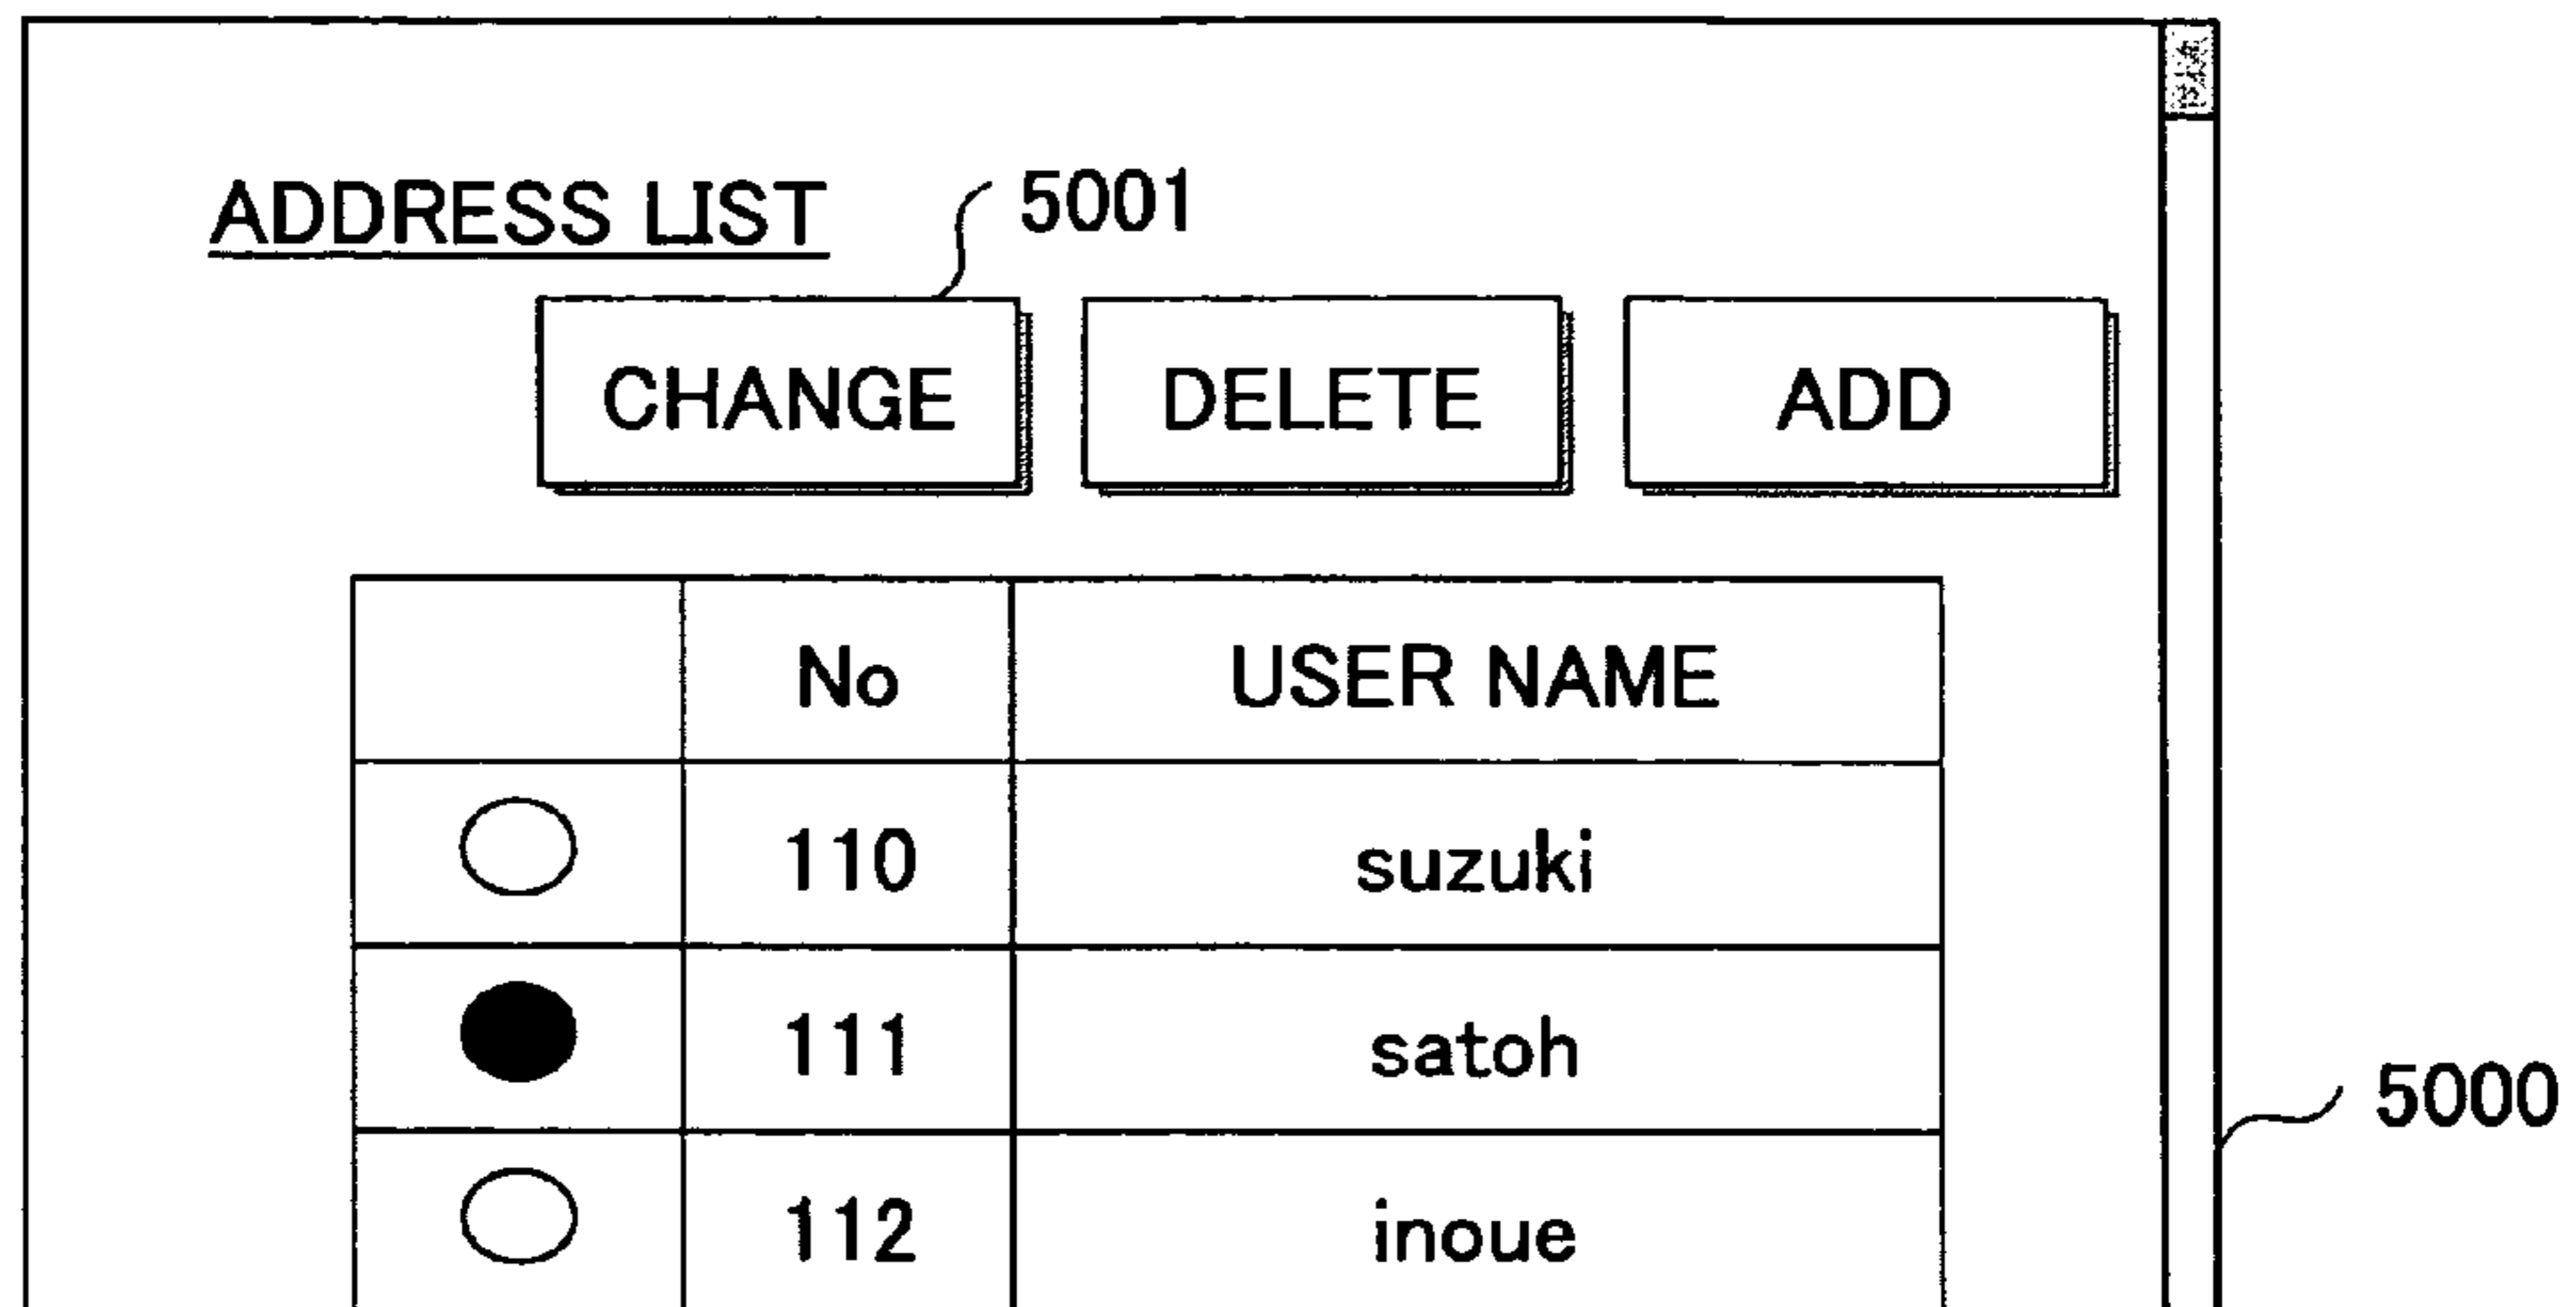 ADDRESS LIST 5001
CHANGE DELETE ADD
No USER NAME
110 suzuki
111 satoh
5000
112 inoue